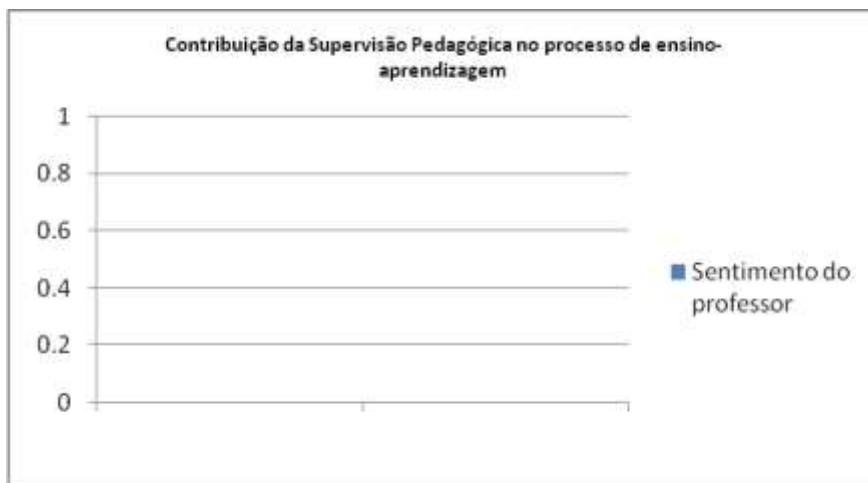 Contribuição da Supervisão Pedagógica no processo de ensino-
aprendizagem
1
0.8
0.6
0.4
0.2
0
Sentimento do
professor